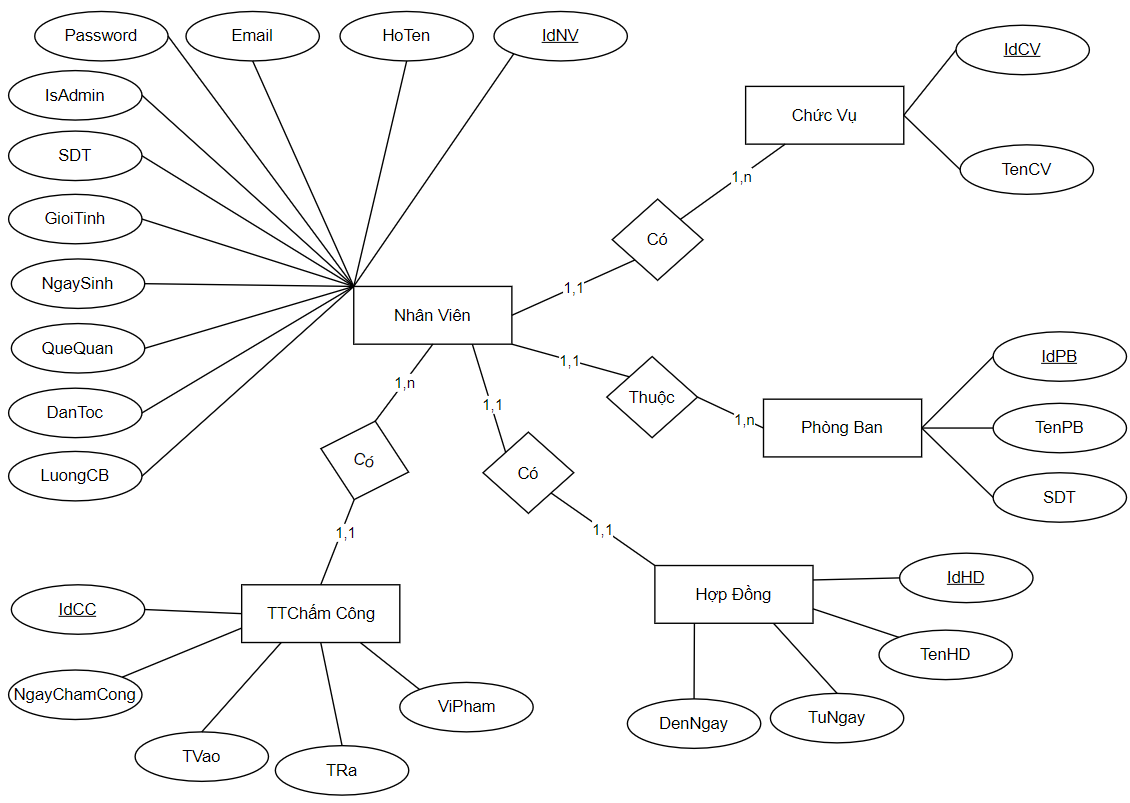 Password
Email
HoTen
IdNV
IsAdmin
SDT
GioiTinh
NgaySinh
QueQuan
DanToc
LuongCB
Nhân Viên
1,1
Có
1,n
Chức Vụ
IdCV
TenCV
1,1
Thuộc
1,n
Phòng Ban
IdPB
TenPB
SDT
1,n
Có
1,1
1,1
Có
1,1
TTChấm Công
IdCC
NgayChamCong
TVao
TRa
ViPham
Hợp Đồng
IdHD
TenHD
TuNgay
DenNgay